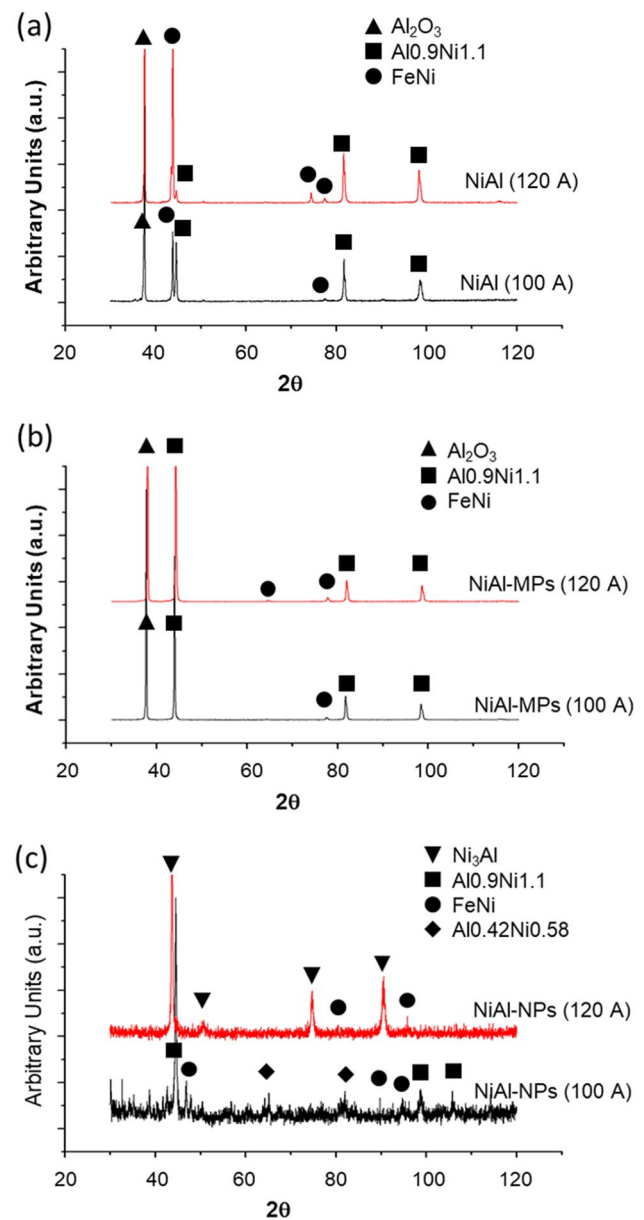 (a)
▲ Al₂O₃
■ Al0.9Ni1.1
● FeNi
Arbitrary Units (a.u.)
NiAl (120 A)
NiAl (100 A)
20 40 60 80 100 120
2θ
(b)
▲ Al₂O₃
■ Al0.9Ni1.1
● FeNi
Arbitrary Units (a.u.)
NiAl-MPs (120 A)
NiAl-MPs (100 A)
20 40 60 80 100 120
2θ
(c)
▼ Ni₃Al
■ Al0.9Ni1.1
● FeNi
◆ Al0.42Ni0.58
Arbitrary Units (a.u.)
NiAl-NPs (120 A)
NiAl-NPs (100 A)
20 40 60 80 100 120
2θ